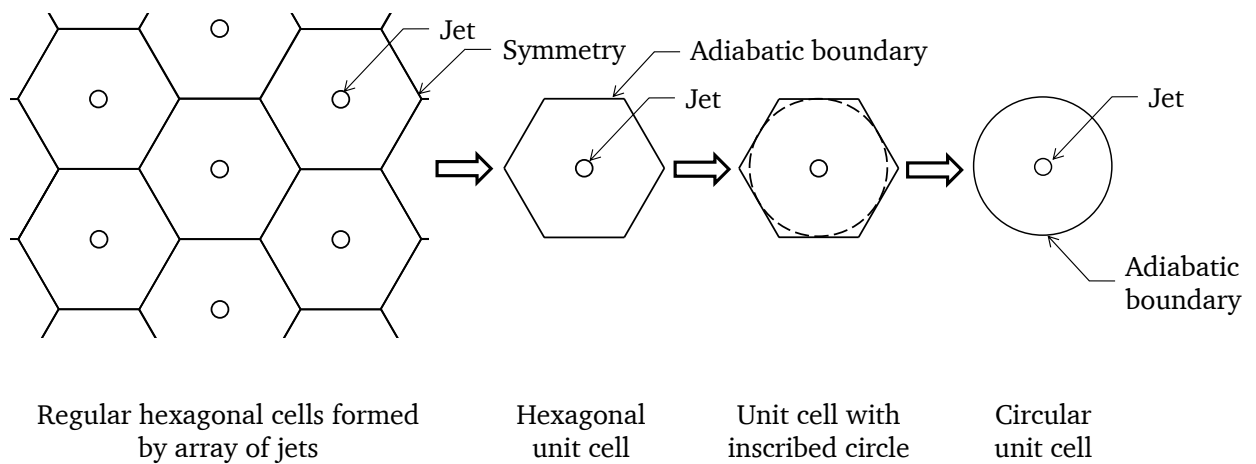 Jet
Symmetry
Adiabatic boundary
Jet
Jet
Adiabatic
boundary
Regular hexagonal cells formed
by array of jets
Hexagonal
unit cell
Unit cell with
inscribed circle
Circular
unit cell